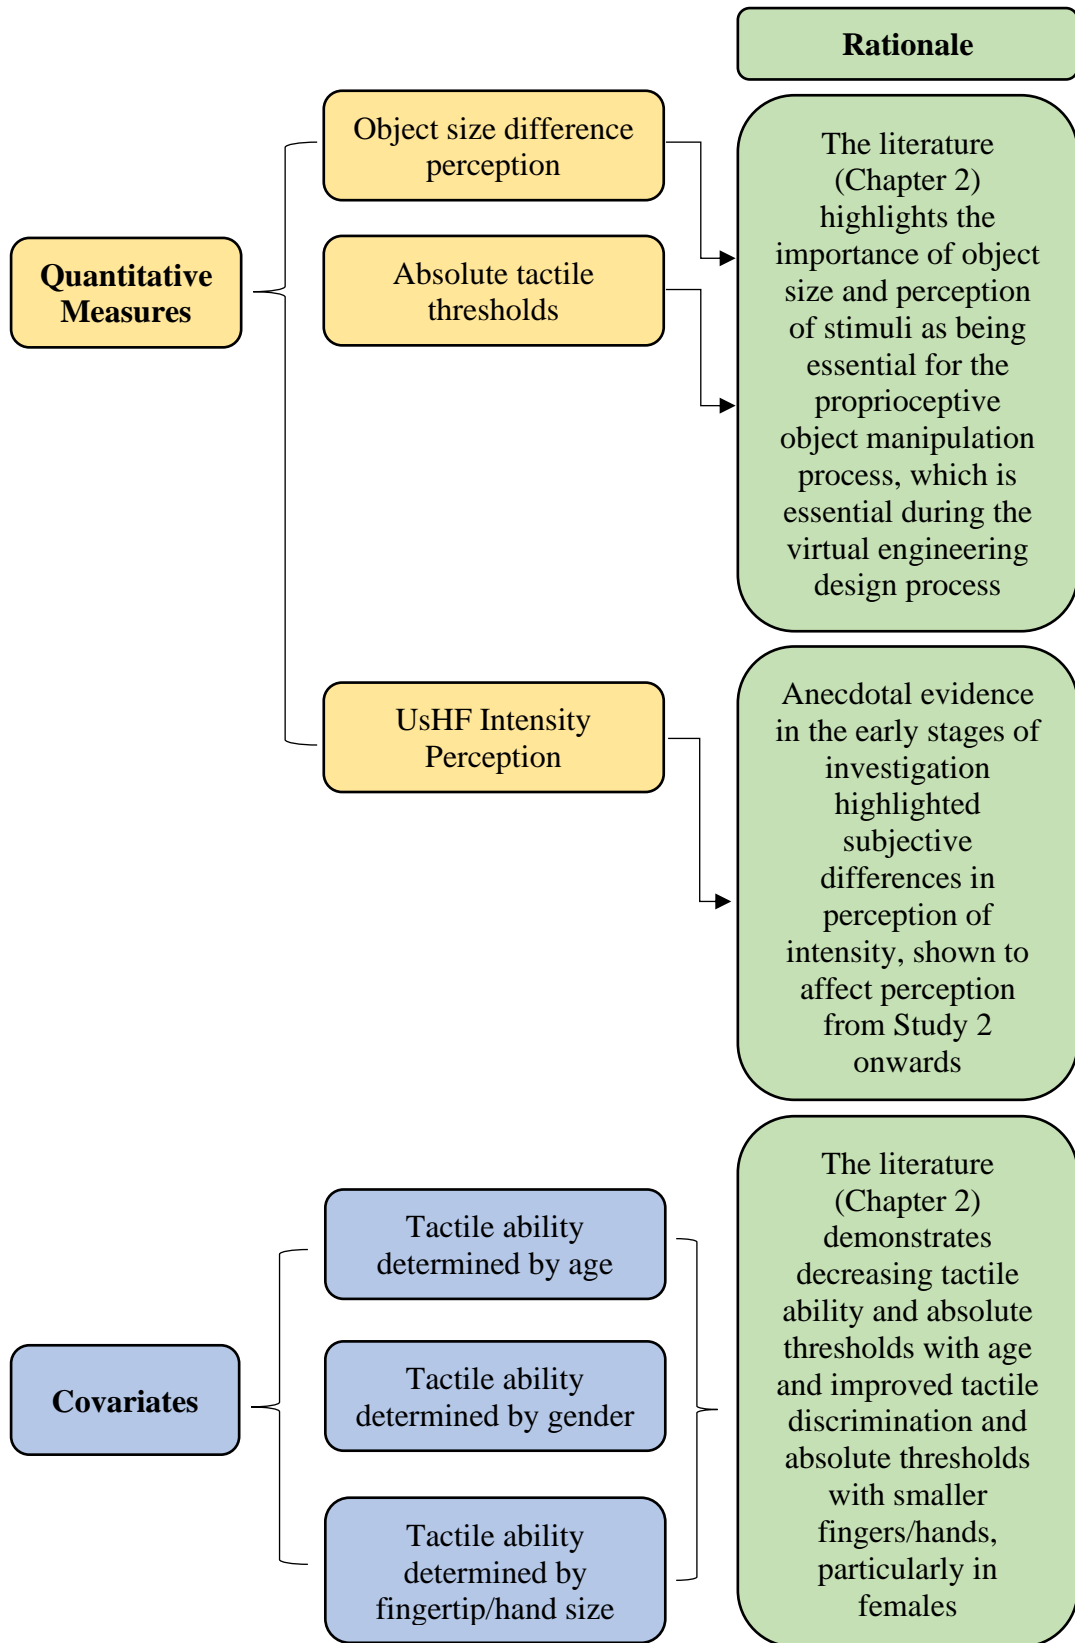 Rationale
Object size difference
perception
Absolute tactile
thresholds
Quantitative
Measures
The literature
(Chapter 2)
highlights the
importance of object
size and perception
of stimuli as being
essential for the
proprioceptive
object manipulation
process, which is
essential during the
virtual engineering
design process
UsHF Intensity
Perception
Anecdotal evidence
in the early stages of
investigation
highlighted
subjective
differences in
perception of
intensity, shown to
affect perception
from Study 2
onwards
Covariates
Tactile ability
determined by age
Tactile ability
determined by gender
Tactile ability
determined by
fingertip/hand size
The literature
(Chapter 2)
demonstrates
decreasing tactile
ability and absolute
thresholds with age
and improved tactile
discrimination and
absolute thresholds
with smaller
fingers/hands,
particularly in
females